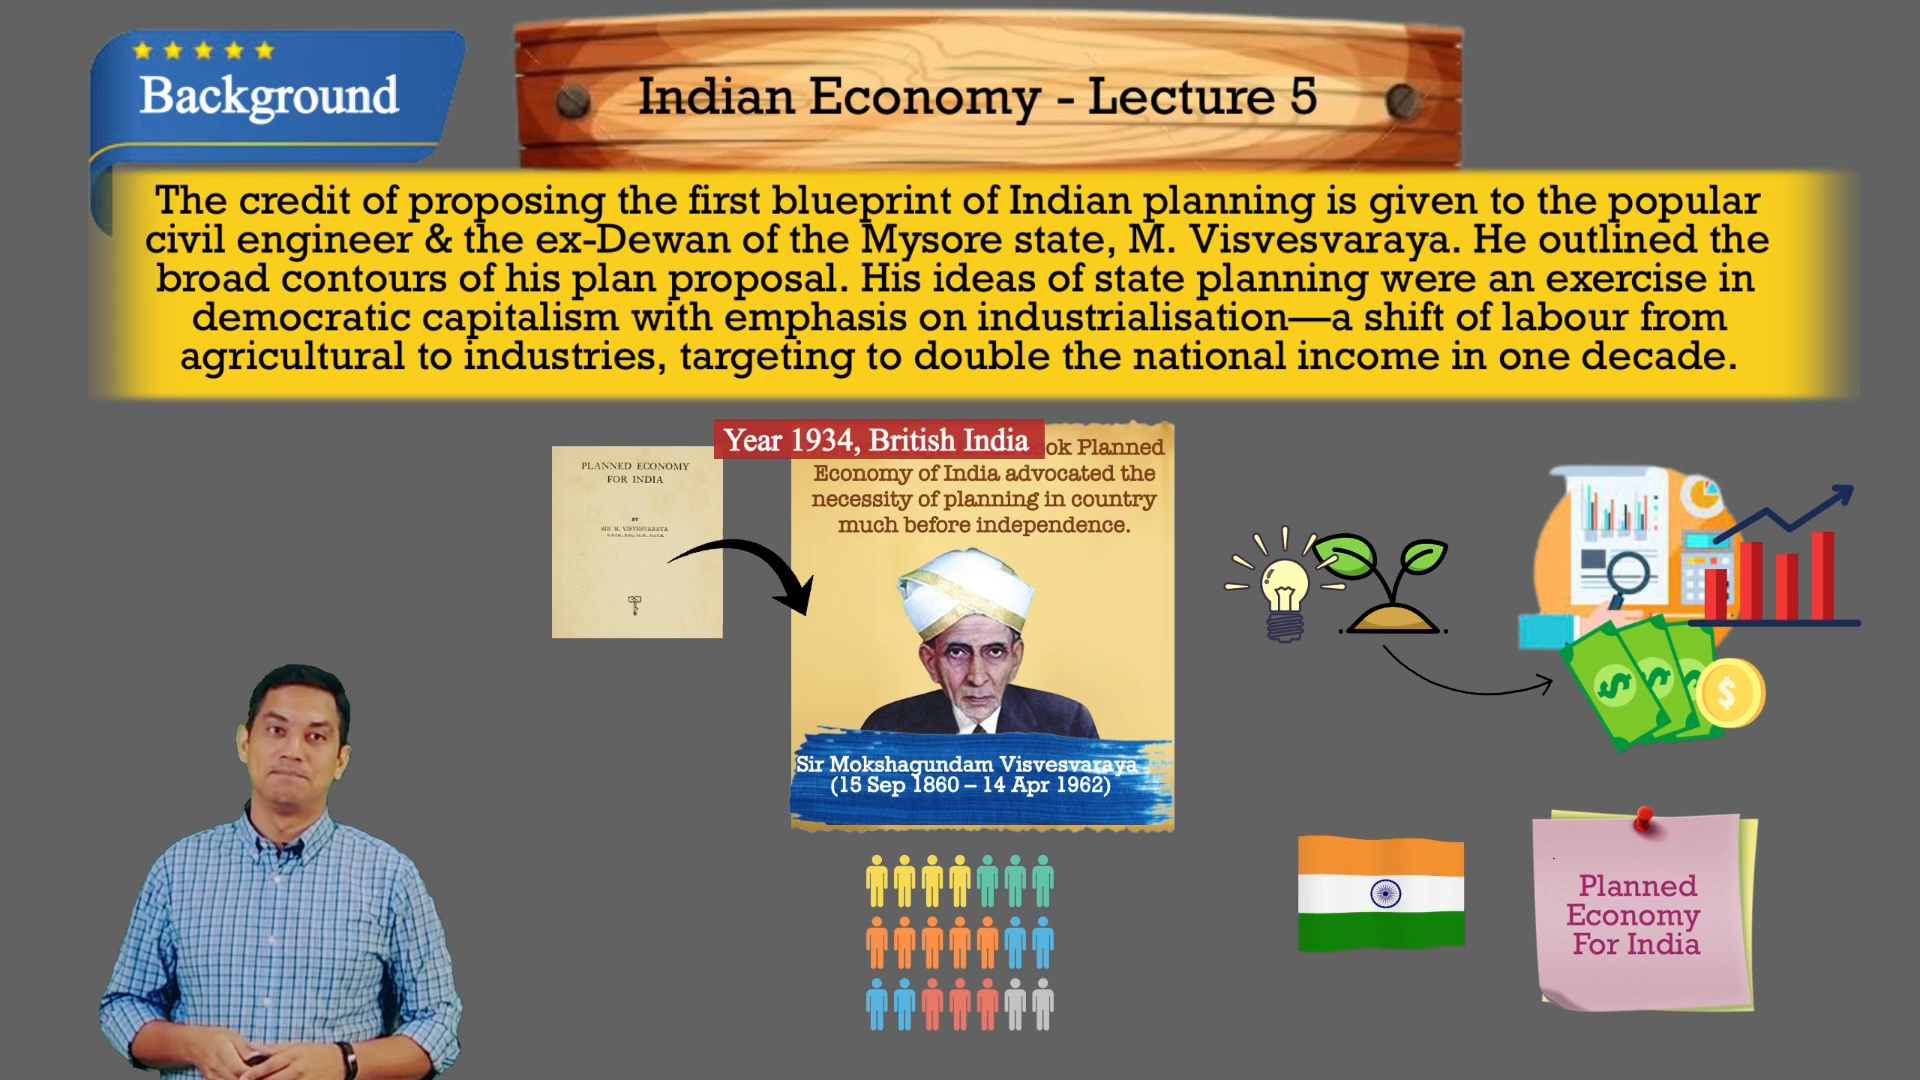 Background
Indian Economy - Lecture 5
The credit of proposing the first blueprint of Indian planning is given to the popular
civil engineer & the ex-Dewan of the Mysore state, M. Visvesvaraya. He outlined the
broad contours of his plan proposal. His ideas of state planning were an exercise in
democratic capitalism with emphasis on industrialisation—a shift of labour from
agricultural to industries, targeting to double the national income in one decade.
Year 1934, British India
PLANNED ECONOMY
FOR INDIA
BY
SIR M. VISVESVARAYA
ok Planned
Economy of India advocated the
necessity of planning in country
much before independence.
Sir Mokshagundam Visvesvaraya
(15 Sep 1860 – 14 Apr 1962)
Planned
Economy
For India